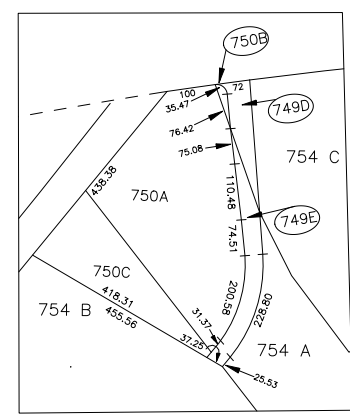 750B
100
72
35.47
749D
76.42
75.08
754 C
438.38
750A
110.48
749E
74.51
750C
200.58
228.80
418.31
754 B
455.56
31.37
37.25
754 A
25.53